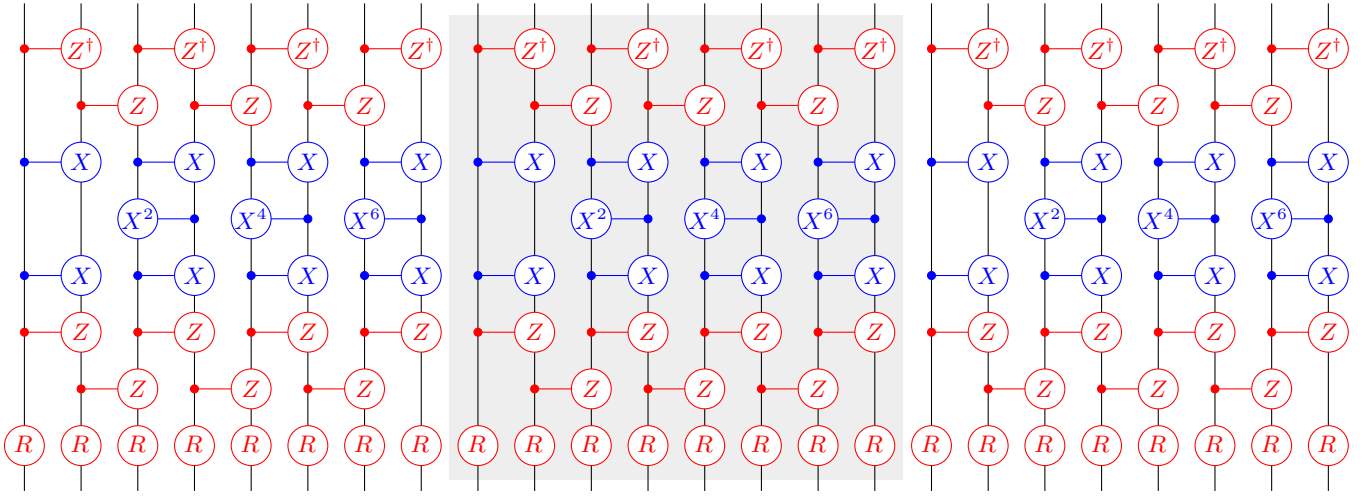 Z† Z† Z† Z† Z† Z† Z† Z† Z† Z† Z† Z†
Z Z Z Z Z Z Z Z Z
X X X X X X X X X X X X
X² X⁴ X⁶ X² X⁴ X⁶ X² X⁴ X⁶
X X X X X X X X X X X X
Z Z Z Z Z Z Z Z Z Z Z Z
Z Z Z Z Z Z Z Z Z
R R R R R R R R R R R R R R R R R R R R R R R R